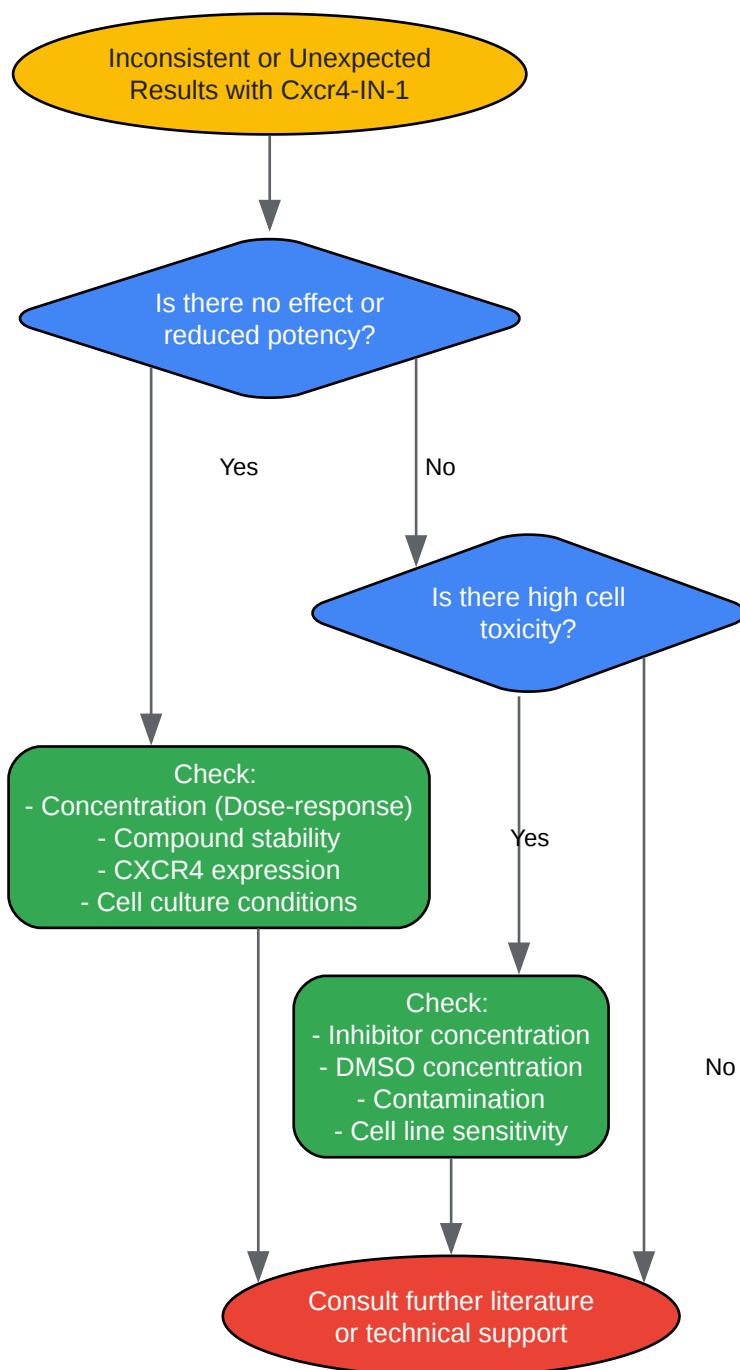 Inconsistent or Unexpected
Results with Cxcr4-IN-1
Is there no effect or
reduced potency?
Yes
No
Is there high cell
toxicity?
Check:
- Concentration (Dose-response)
- Compound stability
- CXCR4 expression
- Cell culture conditions
Yes
Check:
- Inhibitor concentration
- DMSO concentration
- Contamination
- Cell line sensitivity
No
Consult further literature
or technical support